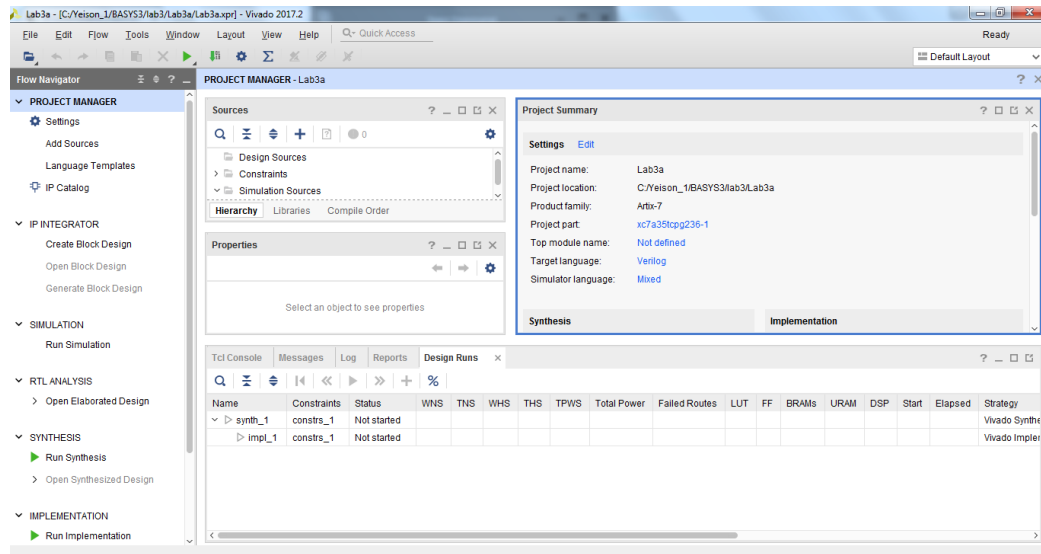 Lab3a - [C:/Yeison_1/BASYS3/lab3/Lab3a/Lab3a.xpr] - Vivado 2017.2
File Edit Flow Tools Window Layout View Help Quick Access Ready
Default Layout
Flow Navigator
PROJECT MANAGER - Lab3a
PROJECT MANAGER
Settings
Add Sources
Language Templates
IP Catalog
IP INTEGRATOR
Create Block Design
Open Block Design
Generate Block Design
SIMULATION
Run Simulation
RTL ANALYSIS
Open Elaborated Design
SYNTHESIS
Run Synthesis
Open Synthesized Design
IMPLEMENTATION
Run Implementation
Sources
0
Design Sources
Constraints
Simulation Sources
Hierarchy Libraries Compile Order
Properties
Select an object to see properties
Project Summary
Settings Edit
Project name: Lab3a
Project location: C:/Yeison_1/BASYS3/lab3/Lab3a
Product family: Artix-7
Project part: xc7a35tcpg236-1
Top module name: Not defined
Target language: Verilog
Simulator language: Mixed
Synthesis Implementation
Tcl Console Messages Log Reports Design Runs
Name Constraints Status WNS TNS WHS THS TPWS Total Power Failed Routes LUT FF BRAMs URAM DSP Start Elapsed Strategy
synth_1 constrs_1 Not started Vivado Synthe
impl_1 constrs_1 Not started Vivado Impler